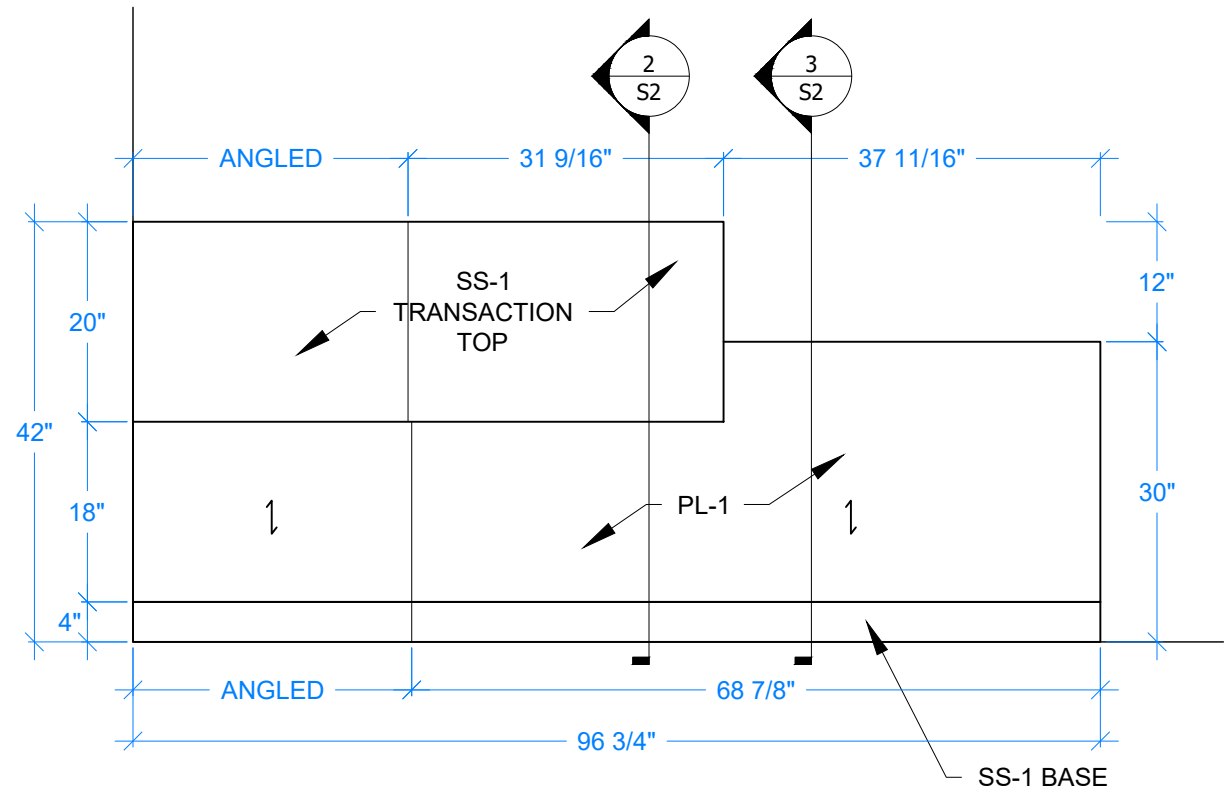 2
S2
3
S2
ANGLED
31 9/16"
37 11/16"
SS-1
TRANSACTION
TOP
20"
12"
42"
18"
PL-1
30"
4"
ANGLED
68 7/8"
96 3/4"
SS-1 BASE